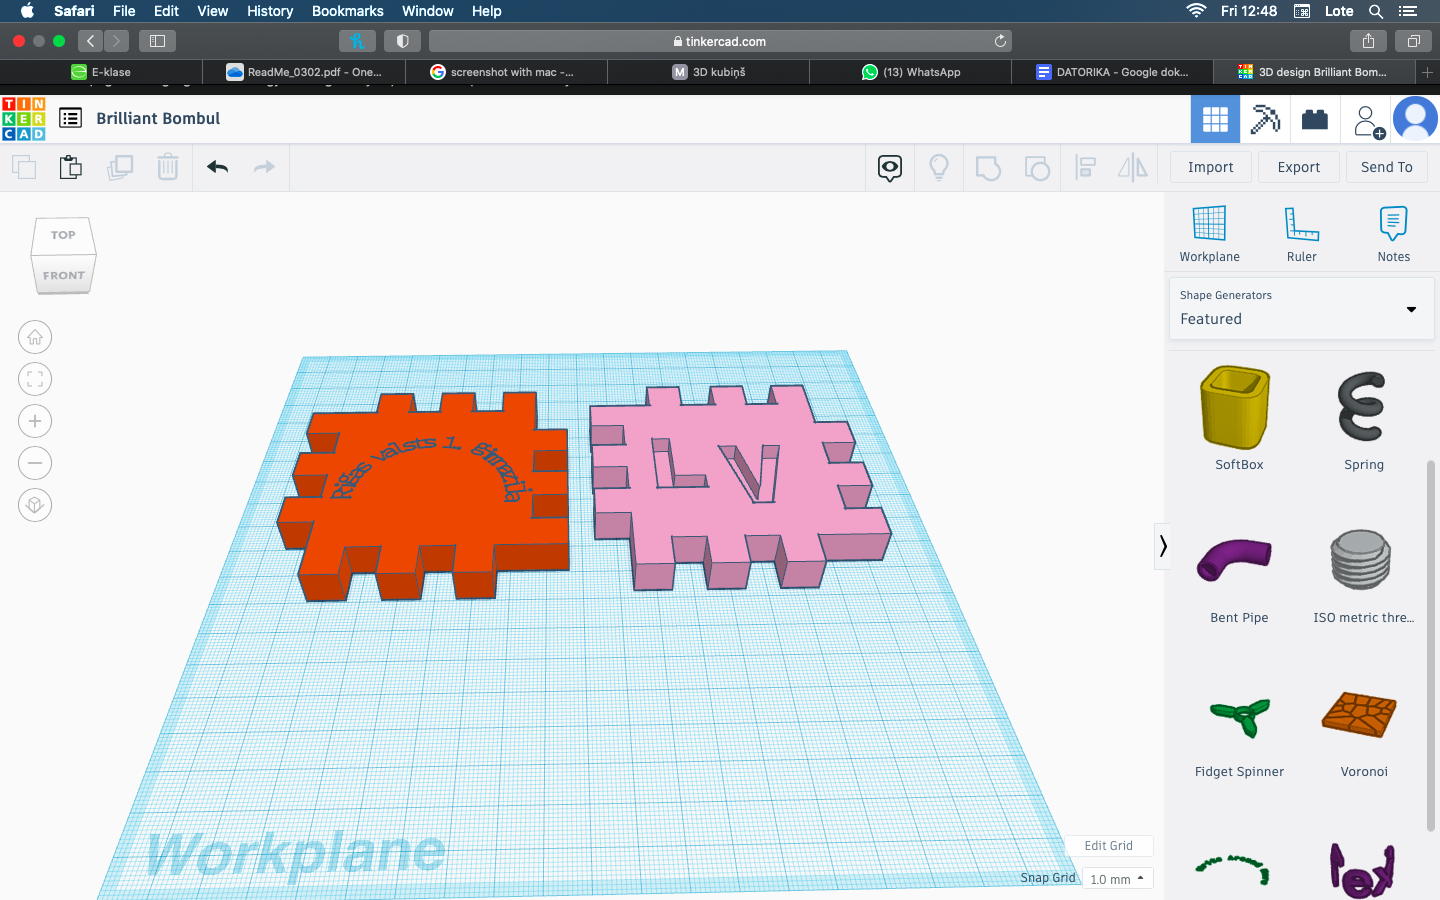 Safari File Edit View History Bookmarks Window Help Fri 12:48 Lote
tinkercad.com
E-klase ReadMe_0302.pdf - One... screenshot with mac -... M 3D kubiņš (13) WhatsApp DATORIKA - Google dok... 3D design Brilliant Bom...
TIN
KER
CAD
Brilliant Bombul
Import Export Send To
TOP
FRONT
Workplane Ruler Notes
Shape Generators
Featured
Rīgas Valsts 1.
LV
SoftBox Spring
Bent Pipe ISO metric thre...
Fidget Spinner Voronoi
Workplane
Edit Grid
Snap Grid 1.0 mm